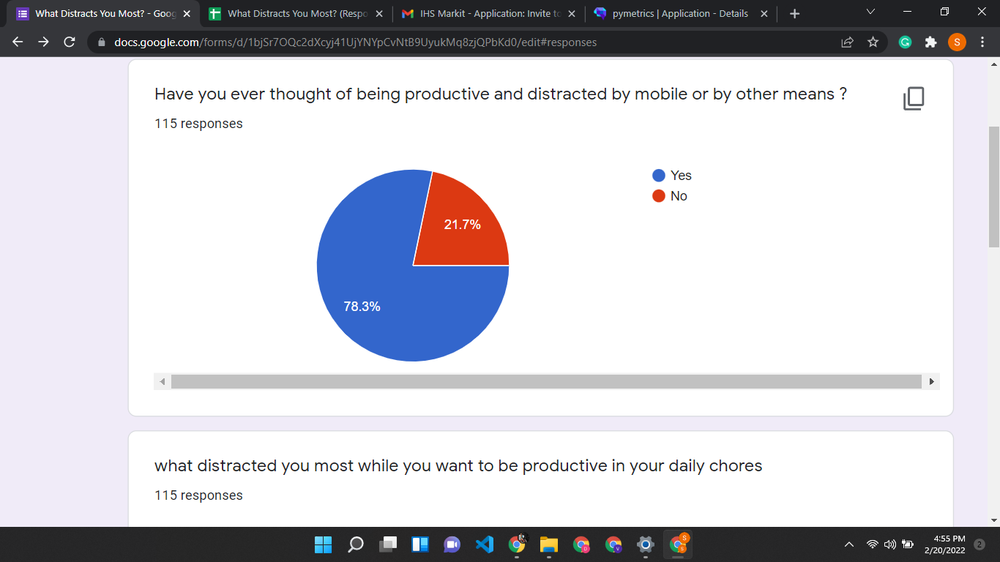 What Distracts You Most? - Goog
What Distracts You Most? (Respo
IHS Markit - Application: Invite to
pymetrics | Application - Details
docs.google.com/forms/d/1bjSr7OQc2dXcyj41UjYNYpCvNtB9UyukMq8zjQPbKd0/edit#responses
S
Have you ever thought of being productive and distracted by mobile or by other means ?
115 responses
Yes
No
21.7%
78.3%
what distracted you most while you want to be productive in your daily chores
115 responses
4:55 PM
2/20/2022
2